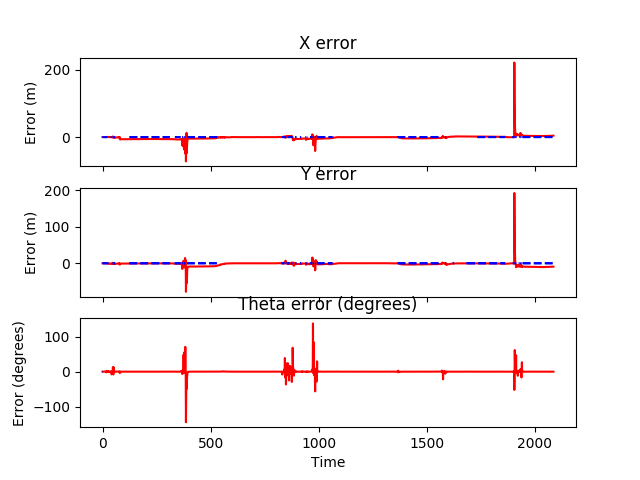 X error
Error (m)
200
0
Y error
Error (m)
200
100
0
Theta error (degrees)
Error (degrees)
100
0
−100
0 500 1000 1500 2000
Time